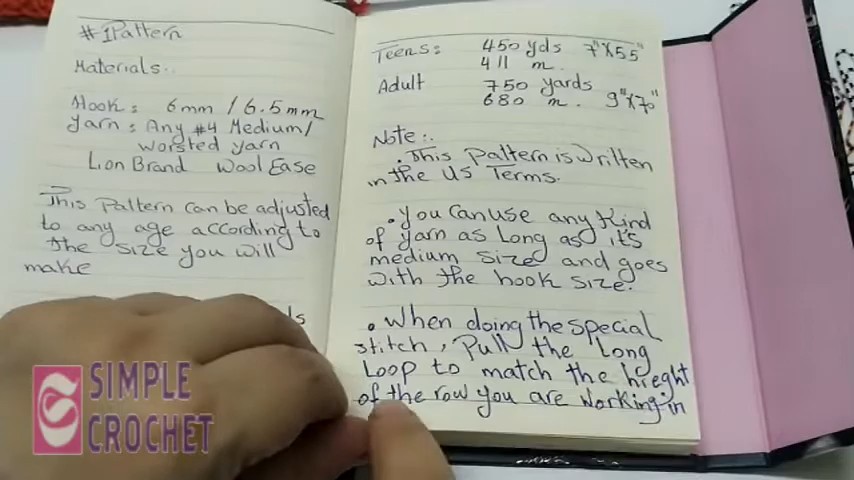 #1 Pattern
Materials..
Hook: 6mm / 6.5mm
Yarn: Any #4 Medium/
worsted yarn
Lion Brand Wool Ease
This Pattern can be adjusted
to any age according to
the size you will
make
Teens: 450 yds 7"x55"
411 m
Adult 750 yards
680 m. 9"x70"
Note:.
• This Pattern is written
in the US Terms.
• you can use any kind
of yarn as long as it's
medium size and goes
with the hook size.
• When doing the special
stitch, Pull the long
loop to match the hieght
of the row you are working in
SIMPLE
CROCHET